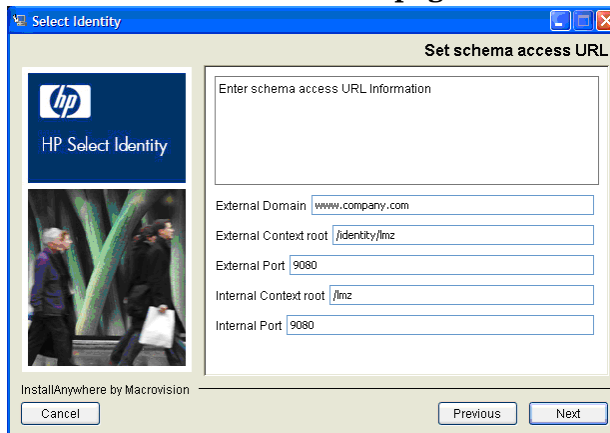 Select Identity
Set schema access URL
hp
HP Select Identity
Enter schema access URL Information
External Domain www.company.com
External Context root /identity/lmz
External Port 9080
Internal Context root /lmz
Internal Port 9080
InstallAnywhere by Macrovision
Cancel
Previous
Next